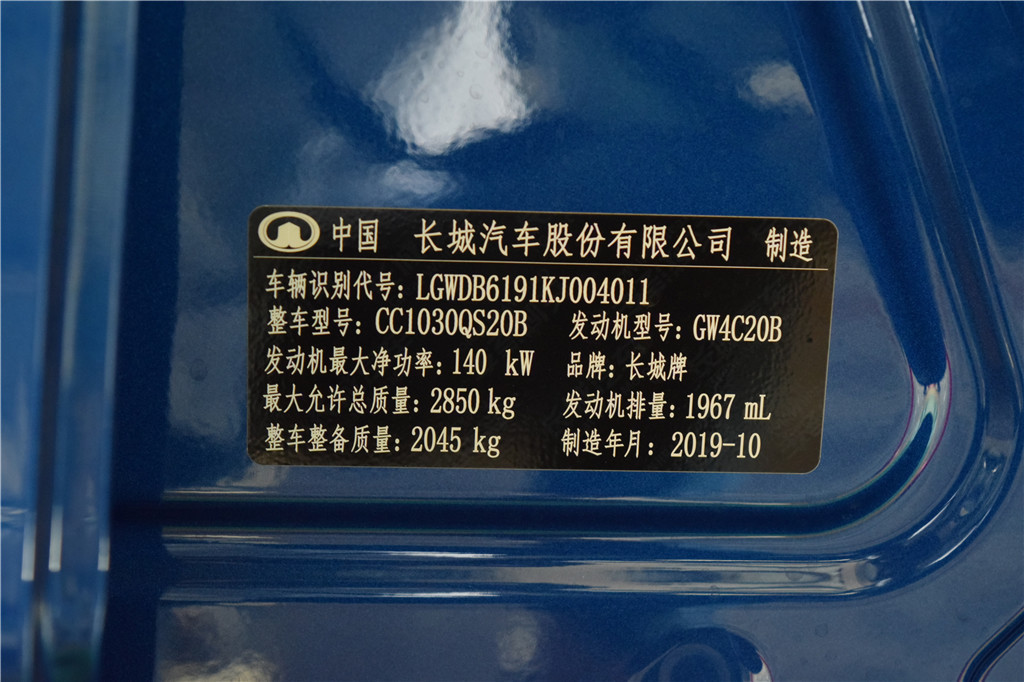 中国 长城汽车股份有限公司 制造
车辆识别代号：LGWDB6191KJ004011
整车型号：CC1030QS20B 发动机型号：GW4C20B
发动机最大净功率：140 kW 品牌：长城牌
最大允许总质量：2850 kg 发动机排量：1967 mL
整车整备质量：2045 kg 制造年月：2019-10